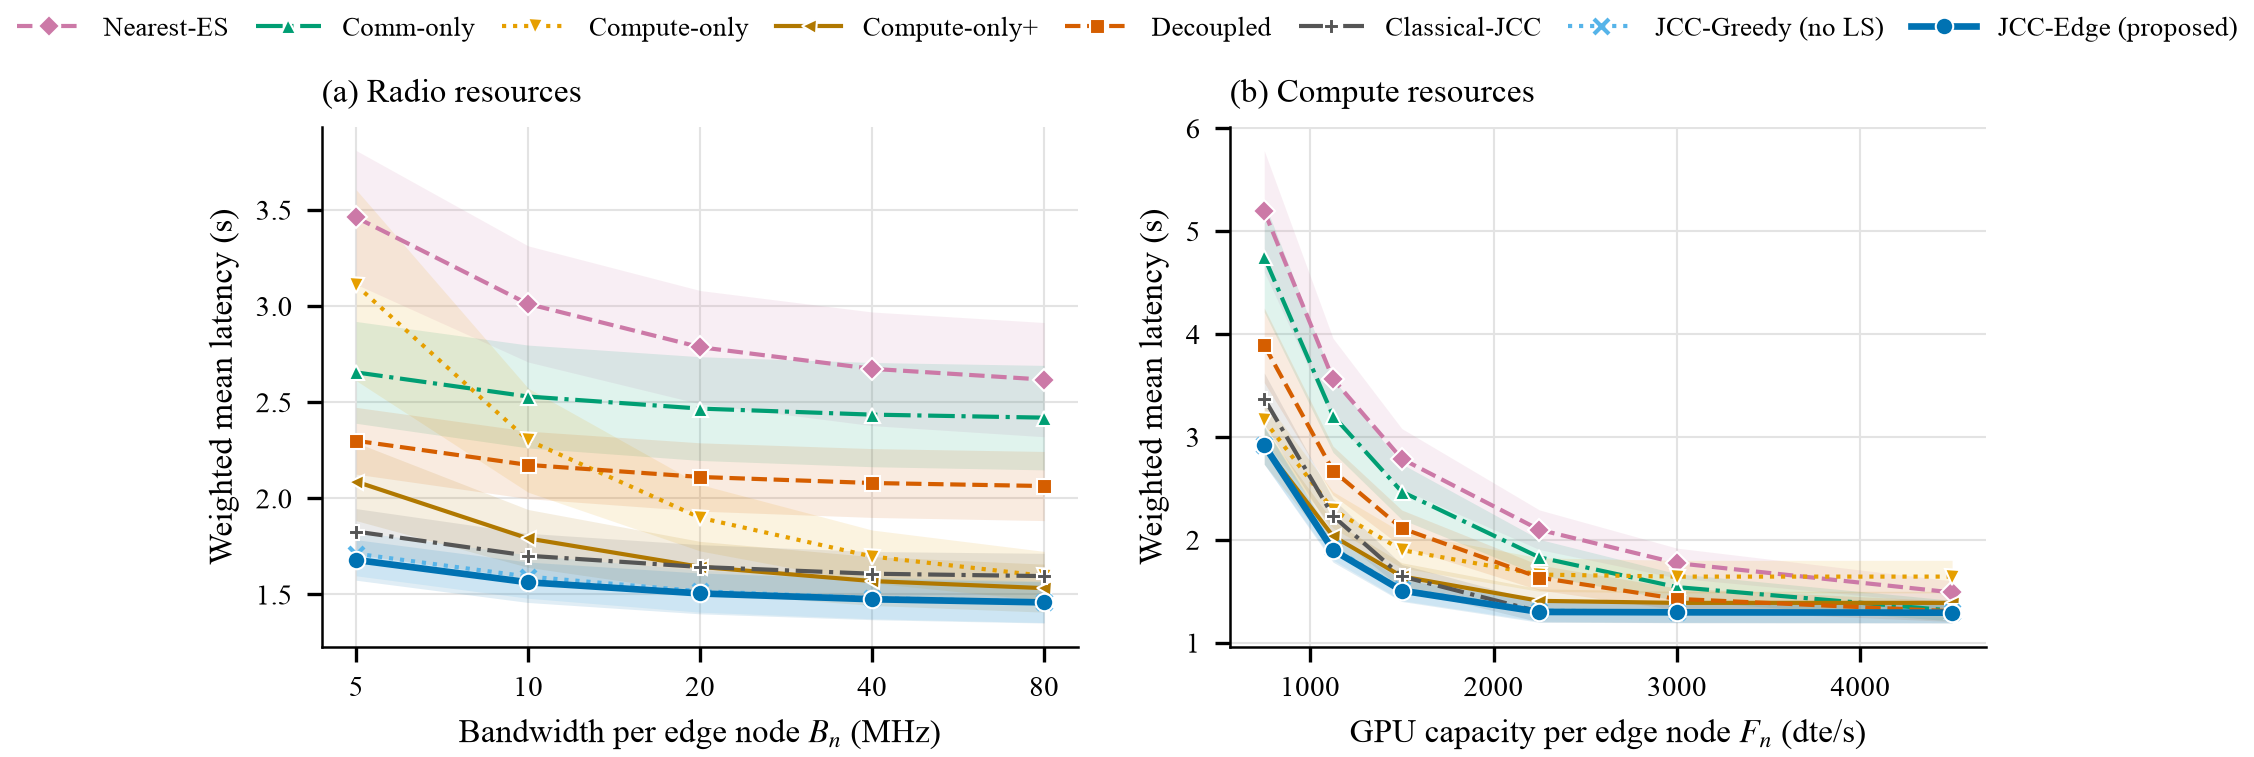 Nearest-ES Comm-only Compute-only Compute-only+ Decoupled Classical-JCC JCC-Greedy (no LS) JCC-Edge (proposed)
(a) Radio resources
Weighted mean latency (s)
3.5
3.0
2.5
2.0
1.5
5 10 20 40 80
Bandwidth per edge node Bₙ (MHz)
(b) Compute resources
Weighted mean latency (s)
6
5
4
3
2
1
1000 2000 3000 4000
GPU capacity per edge node Fₙ (dte/s)